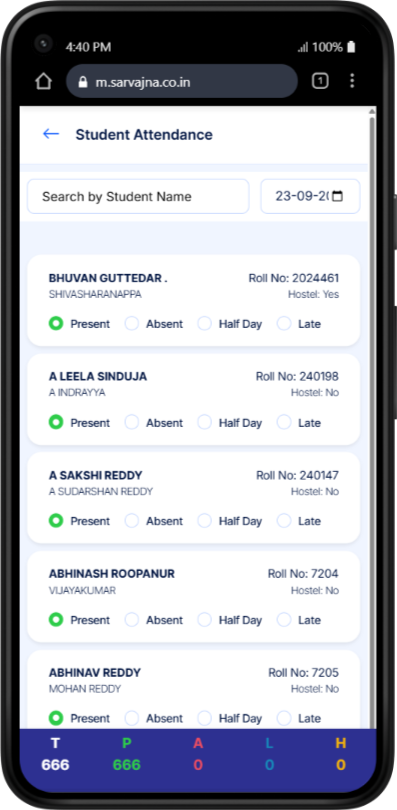 4:40 PM 100%
m.sarvajna.co.in 1
← Student Attendance
Search by Student Name 23-09-20
BHUVAN GUTTEDAR . Roll No: 2024461
SHIVASHARANAPPA Hostel: Yes
Present Absent Half Day Late
A LEELA SINDUJA Roll No: 240198
A INDRAYYA Hostel: No
Present Absent Half Day Late
A SAKSHI REDDY Roll No: 240147
A SUDARSHAN REDDY Hostel: No
Present Absent Half Day Late
ABHINASH ROOPANUR Roll No: 7204
VIJAYAKUMAR Hostel: No
Present Absent Half Day Late
ABHINAV REDDY Roll No: 7205
MOHAN REDDY Hostel: No
Present Absent Half Day Late
T P A L H
666 666 0 0 0